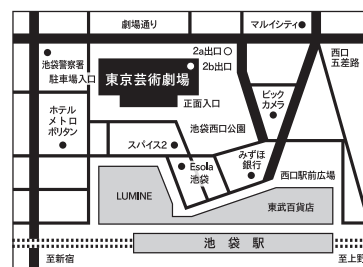 劇場通り
マルイシティ
2a出口
西口
五差路
池袋警察署
2b出口
駐車場入口
東京芸術劇場
ビック
カメラ
正面入口
ホテル
メトロ
ポリタン
池袋西口公園
スパイス2
みずほ
銀行
Esola
池袋
西口駅前広場
LUMINE
東武百貨店
池袋駅
至新宿
至上野